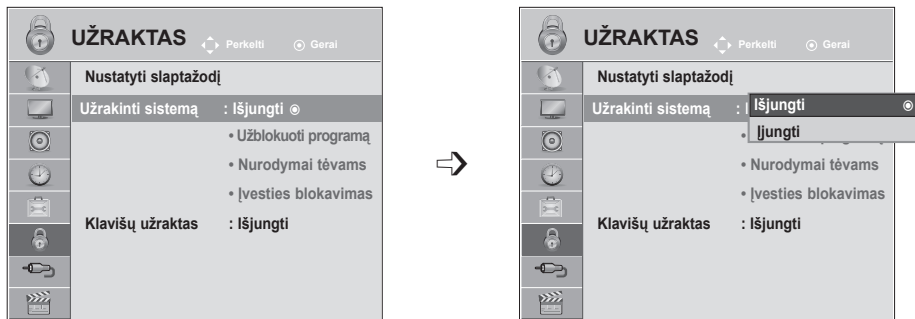 UŽRAKTAS Perkelti Gerai
Nustatyti slaptažodį
Užrakinti sistemą : Išjungti
• Užblokuoti programą
• Nurodymai tėvams
• Įvesties blokavimas
Klavišų užraktas : Išjungti
UŽRAKTAS Perkelti Gerai
Nustatyti slaptažodį
Užrakinti sistemą : I
Išjungti
Įjungti
• Nurodymai tėvams
• Įvesties blokavimas
Klavišų užraktas : Išjungti